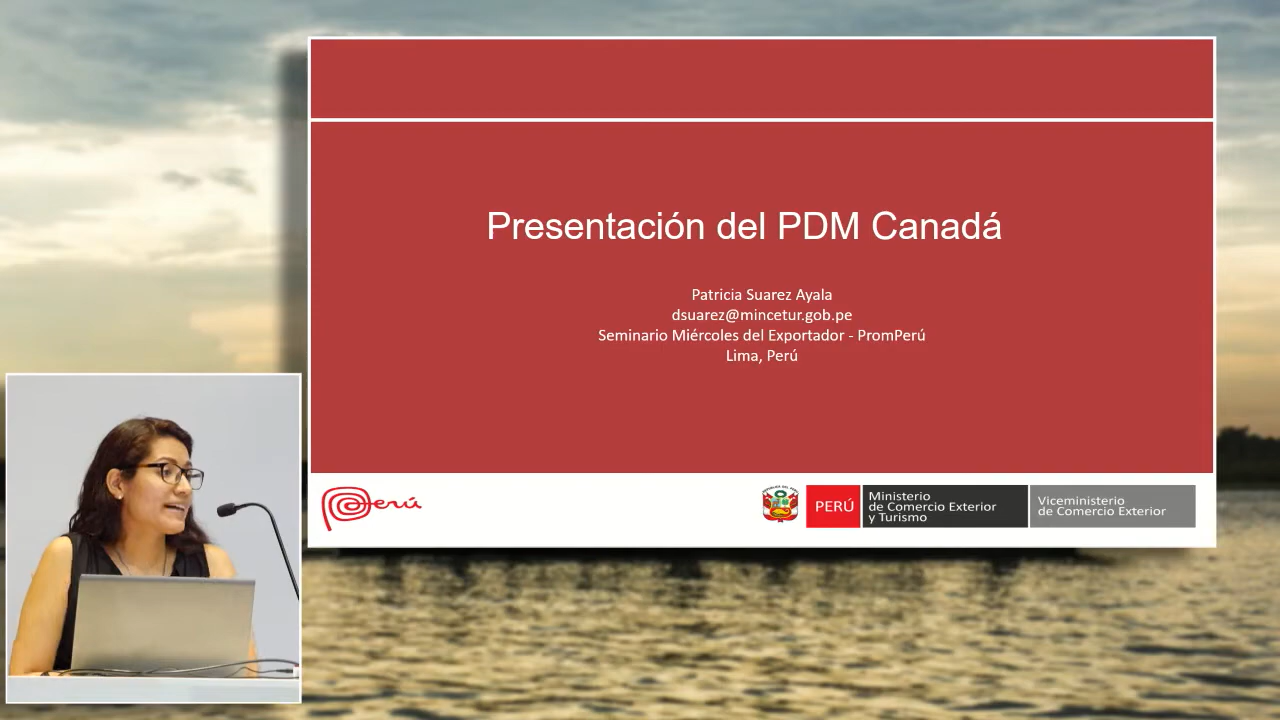 Presentación del PDM Canadá
Patricia Suarez Ayala
dsuarez@mincetur.gob.pe
Seminario Miércoles del Exportador - PromPerú
Lima, Perú
Perú
PERÚ
Ministerio
de Comercio Exterior
y Turismo
Viceministerio
de Comercio Exterior